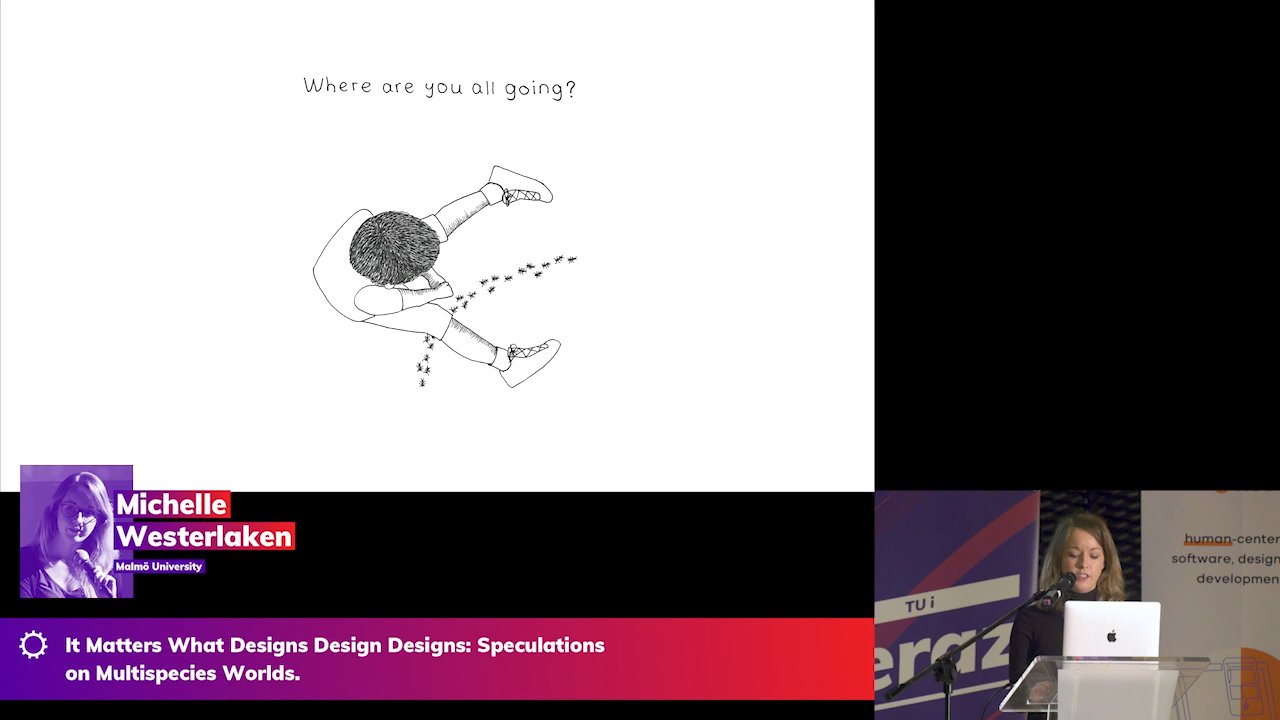 Where are you all going?
Michelle
Westerlaken
Malmö University
It Matters What Designs Design Designs: Speculations
on Multispecies Worlds.
TU i
eraz
human-center
software, design
development